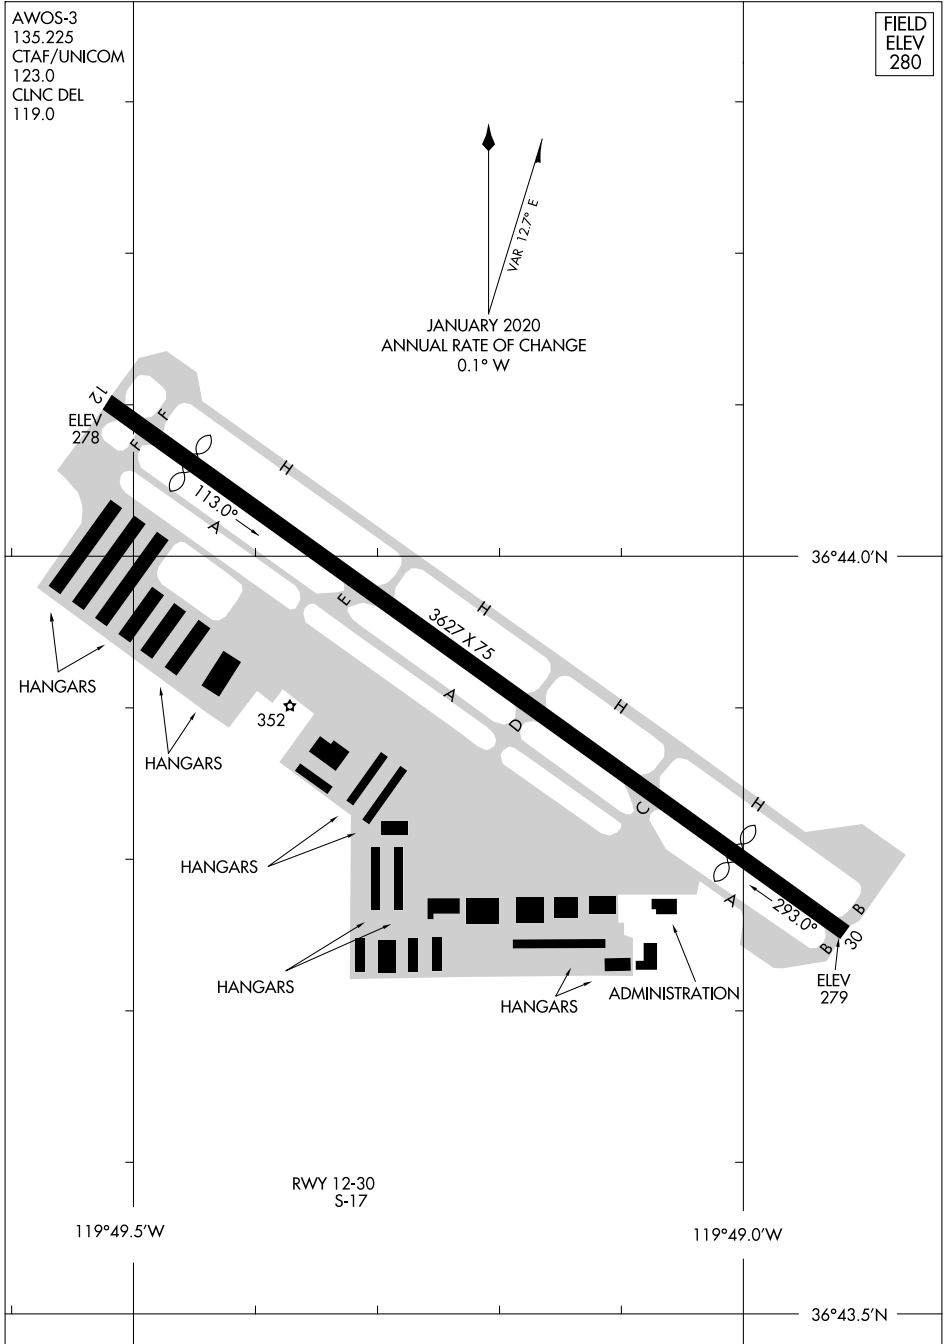 AWOS-3
135.225
CTAF/UNICOM
123.0
CLNC DEL
119.0
FIELD
ELEV
280
VAR 12.7° E
JANUARY 2020
ANNUAL RATE OF CHANGE
0.1° W
12
ELEV
278
F
F
H
113.0°
A
36°44.0'N
E
H
3627 X 75
HANGARS
A
H
D
352
HANGARS
C
H
HANGARS
A
293.0°
B
B
30
HANGARS
HANGARS
ADMINISTRATION
ELEV
279
RWY 12-30
S-17
119°49.5'W
119°49.0'W
36°43.5'N